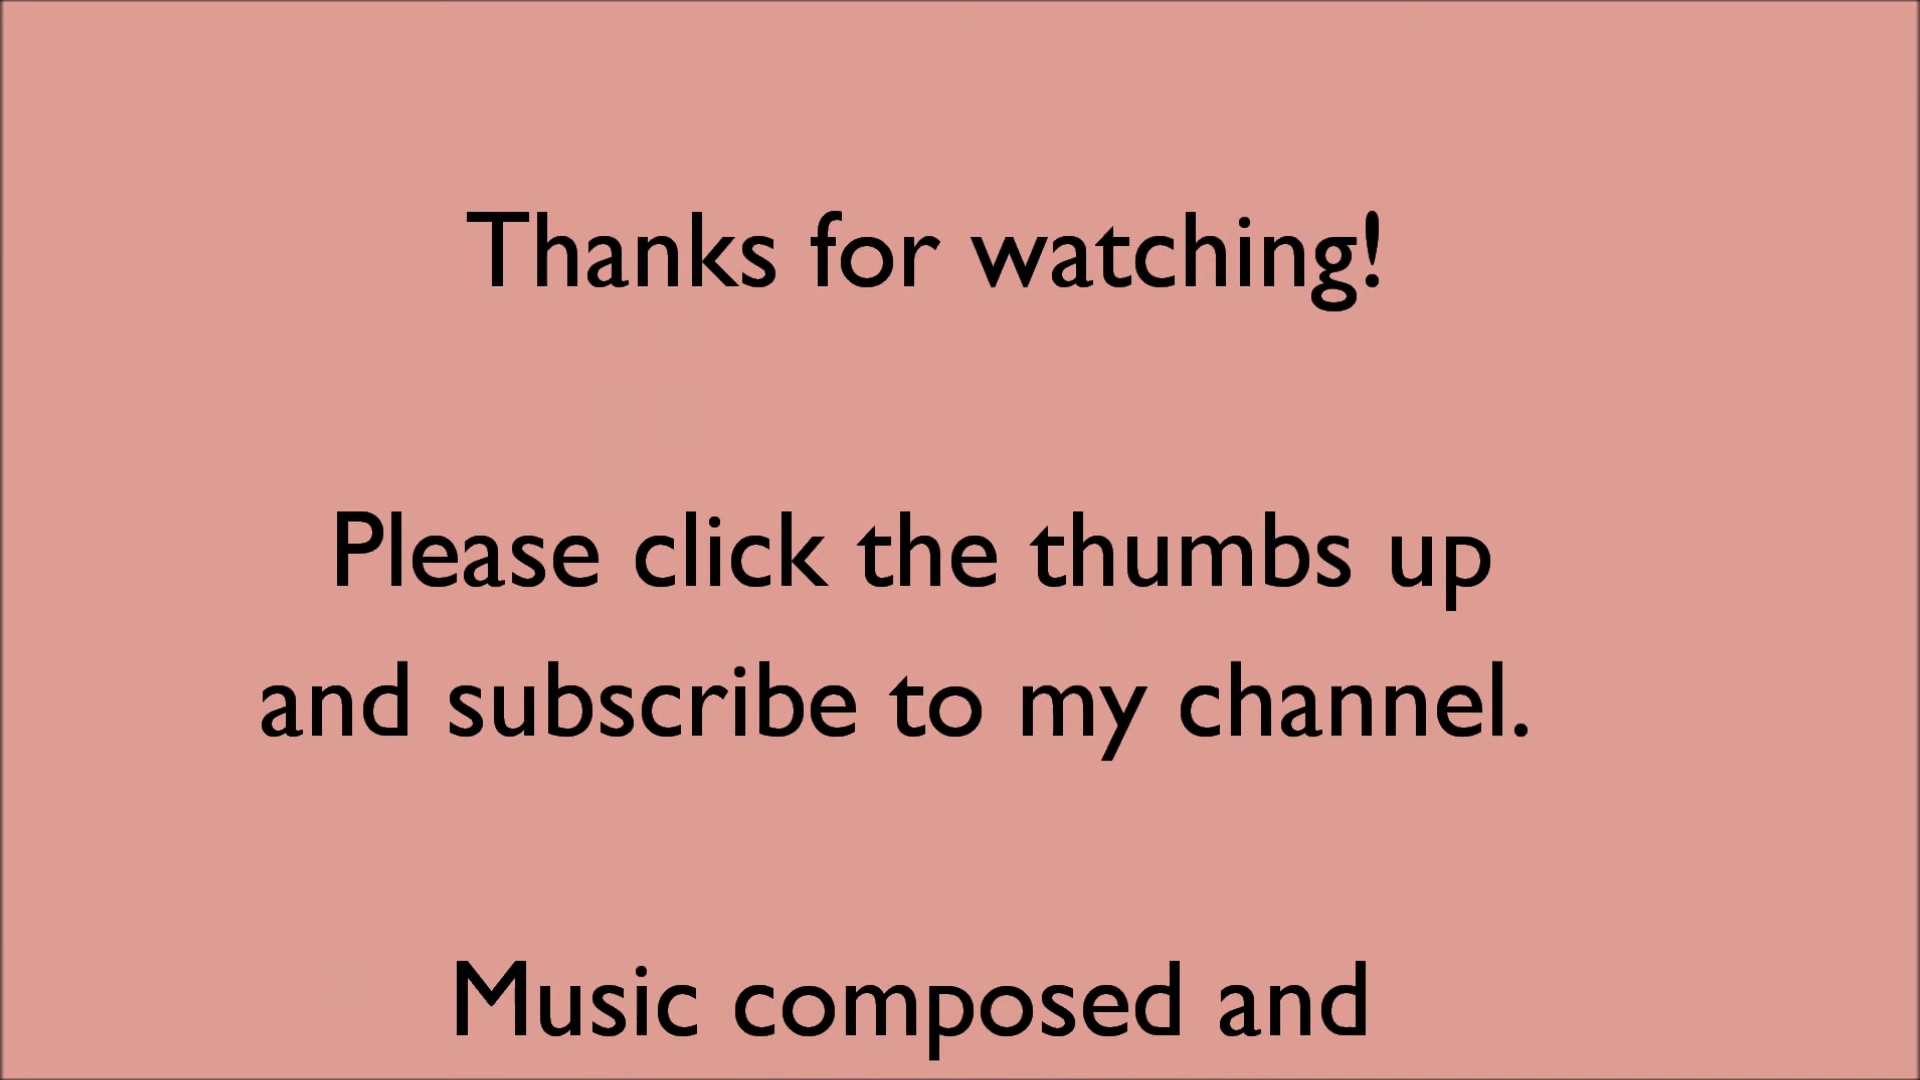 Thanks for watching!
Please click the thumbs up
and subscribe to my channel.
Music composed and